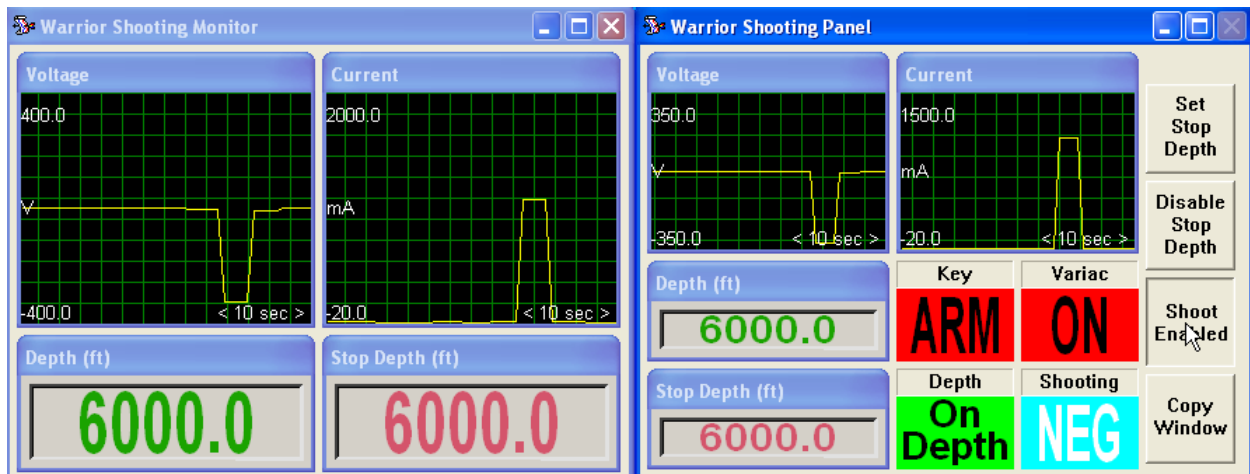 Warrior Shooting Monitor
Voltage
400.0
V
-400.0
< 10 sec >
Current
2000.0
mA
-20.0
< 10 sec >
Depth (ft)
6000.0
Stop Depth (ft)
6000.0
Warrior Shooting Panel
Voltage
350.0
V
-350.0
< 10 sec >
Current
1500.0
mA
-20.0
< 10 sec >
Depth (ft)
6000.0
Stop Depth (ft)
6000.0
Key
ARM
Variac
ON
Depth
On
Depth
Shooting
NEG
Set
Stop
Depth
Disable
Stop
Depth
Shoot
Enabled
Copy
Window